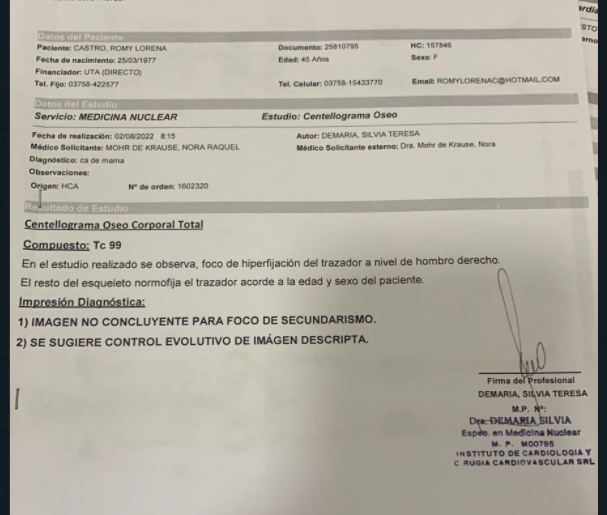 Datos del Paciente
Paciente: CASTRO, ROMY LORENA Documento: 25810795 HC: 157846
Fecha de nacimiento: 25/03/1977 Edad: 45 Años Sexo: F
Financiador: UTA (DIRECTO)
Tel. Fijo: 03758-422577 Tel. Celular: 03758-15433770 Email: ROMYLORENAC@HOTMAIL.COM
Datos del Estudio
Servicio: MEDICINA NUCLEAR Estudio: Centellograma Oseo
Fecha de realización: 02/08/2022 8:15 Autor: DEMARIA, SILVIA TERESA
Médico Solicitante: MOHR DE KRAUSE, NORA RAQUEL Médico Solicitante externo: Dra. Mohr de Krause, Nora
Diagnóstico: ca de mama
Observaciones:
Origen: HCA Nº de orden: 1602320
Resultado de Estudio
Centellograma Oseo Corporal Total
Compuesto: Tc 99
En el estudio realizado se observa, foco de hiperfijación del trazador a nivel de hombro derecho.
El resto del esqueleto normofija el trazador acorde a la edad y sexo del paciente.
Impresión Diagnóstica:
1) IMAGEN NO CONCLUYENTE PARA FOCO DE SECUNDARISMO.
2) SE SUGIERE CONTROL EVOLUTIVO DE IMÁGEN DESCRIPTA.
Firma del Profesional
DEMARIA, SILVIA TERESA
M.P. Nº:
Dra. DEMARIA SILVIA
Espec. en Medicina Nuclear
M. P. M00795
INSTITUTO DE CARDIOLOGIA Y
CIRUGIA CARDIOVASCULAR SRL